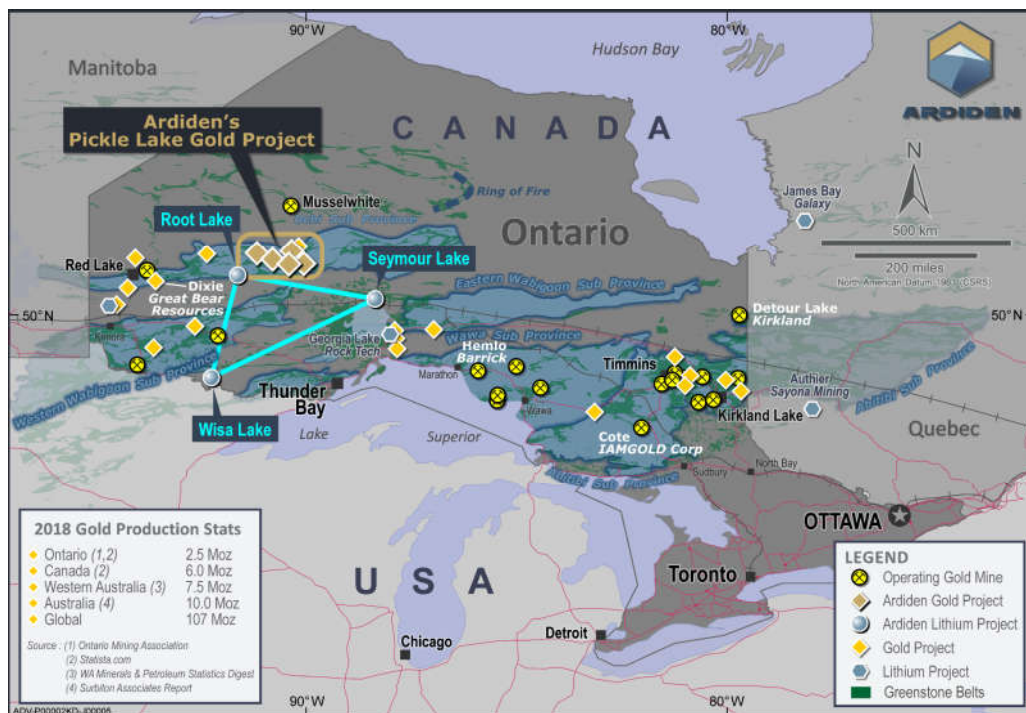 90°W
80°W
Hudson Bay
Manitoba
ARDIDEN
Ardiden's
Pickle Lake Gold Project
CANADA
N
Ring of Fire
James Bay
Galaxy
Musselwhite
Sub Province
Root Lake
Ontario
500 km
200 miles
North American Datum 1983 (CSRS)
Red Lake
Seymour Lake
Dixie
Great Bear
Resources
Eastern Wabigoon Sub Province
50°N
Detour Lake
Kirkland
50°N
Kenora
Georgia Lake
Rock Tech
Wawa Sub Province
Hemlo
Barrick
Timmins
Western Wabigoon Sub Province
Marathon
Thunder
Bay
Authier
Sayona Mining
Abitibi Sub Province
Wawa
Kirkland Lake
Wisa Lake
Lake
Superior
Cote
IAMGOLD Corp
Quebec
Abitibi Sub Province
Sudbury
North Bay
2018 Gold Production Stats
Ontario (1,2) 2.5 Moz
Canada (2) 6.0 Moz
Western Australia (3) 7.5 Moz
Australia (4) 10.0 Moz
Global 107 Moz
Source : (1) Ontario Mining Association
(2) Statista.com
(3) WA Minerals & Petroleum Statistics Digest
(4) Surbiton Associates Report
USA
OTTAWA
Toronto
Detroit
Chicago
LEGEND
Operating Gold Mine
Ardiden Gold Project
Ardiden Lithium Project
Gold Project
Lithium Project
Greenstone Belts
90°W
80°W